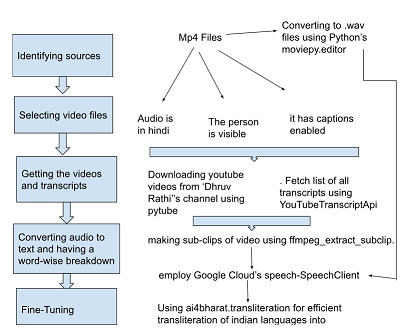 Identifying sources
Selecting video files
Getting the videos
and transcripts
Converting audio to
text and having a
word-wise breakdown
Fine-Tuning
Mp4 Files
Converting to .wav
files using Python's
moviepy.editor
Audio is
in hindi
The person
is visible
it has captions
enabled
Downloading youtube
videos from 'Dhruv
Rathi''s channel using
pytube
. Fetch list of all
transcripts using
YouTubeTranscriptApi
making sub-clips of video using ffmpeg_extract_subclip.
employ Google Cloud's speech-SpeechClient
Using ai4bharat.transliteration for efficient
transliteration of indian languages into